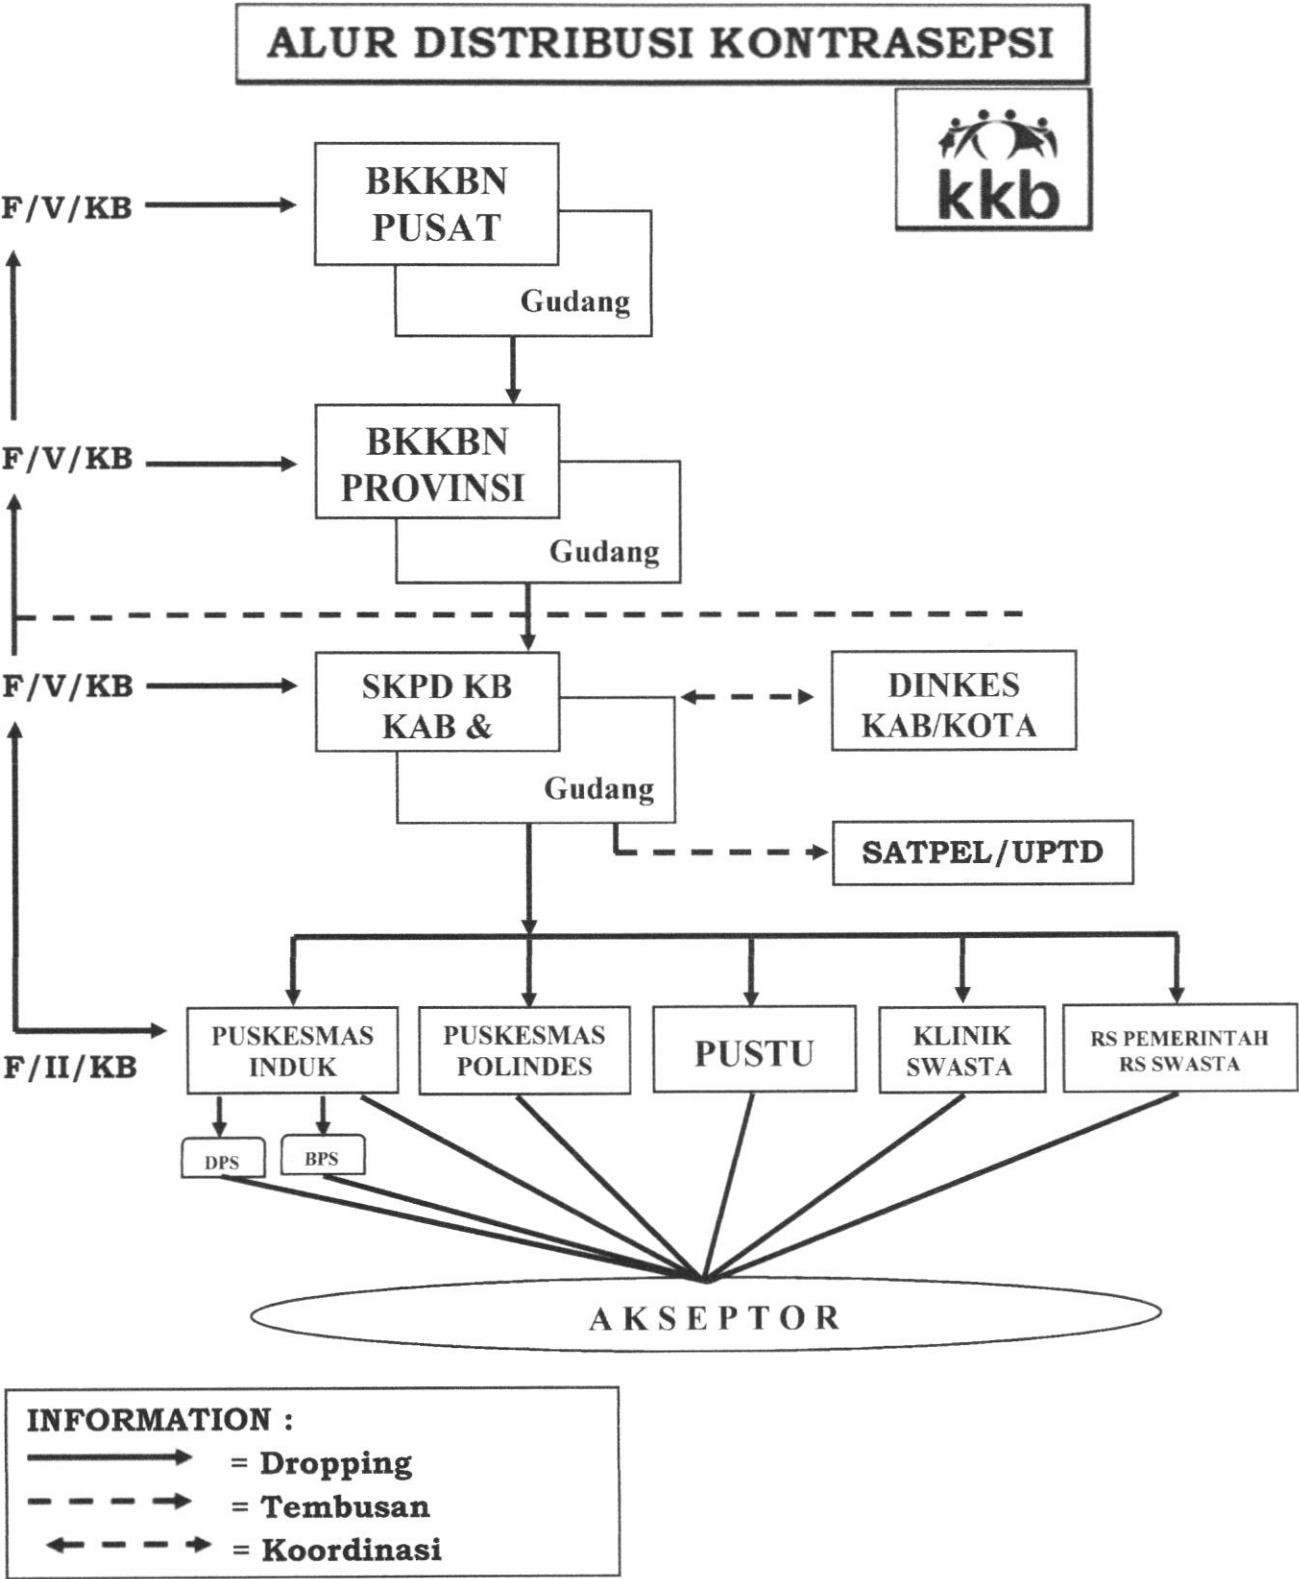 ALUR DISTRIBUSI KONTRASEPSI
kkb
F/V/KB
BKKBN
PUSAT
Gudang
F/V/KB
BKKBN
PROVINSI
Gudang
F/V/KB
SKPD KB
KAB &
Gudang
DINKES
KAB/KOTA
SATPEL/UPTD
F/II/KB
PUSKESMAS
INDUK
PUSKESMAS
POLINDES
PUSTU
KLINIK
SWASTA
RS PEMERINTAH
RS SWASTA
DPS
BPS
AKSEPTOR
INFORMATION :
= Dropping
= Tembusan
= Koordinasi